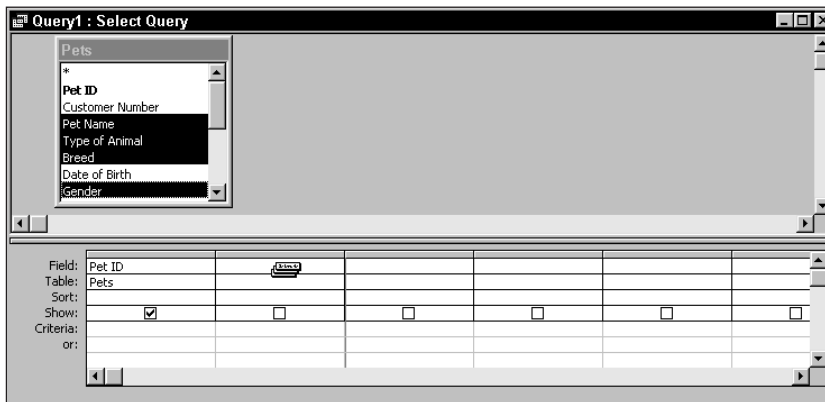 Query1 : Select Query
Pets
*
Pet ID
Customer Number
Pet Name
Type of Animal
Breed
Date of Birth
Gender
Field: Pet ID
Table: Pets
Sort:
Show:
Criteria:
or: